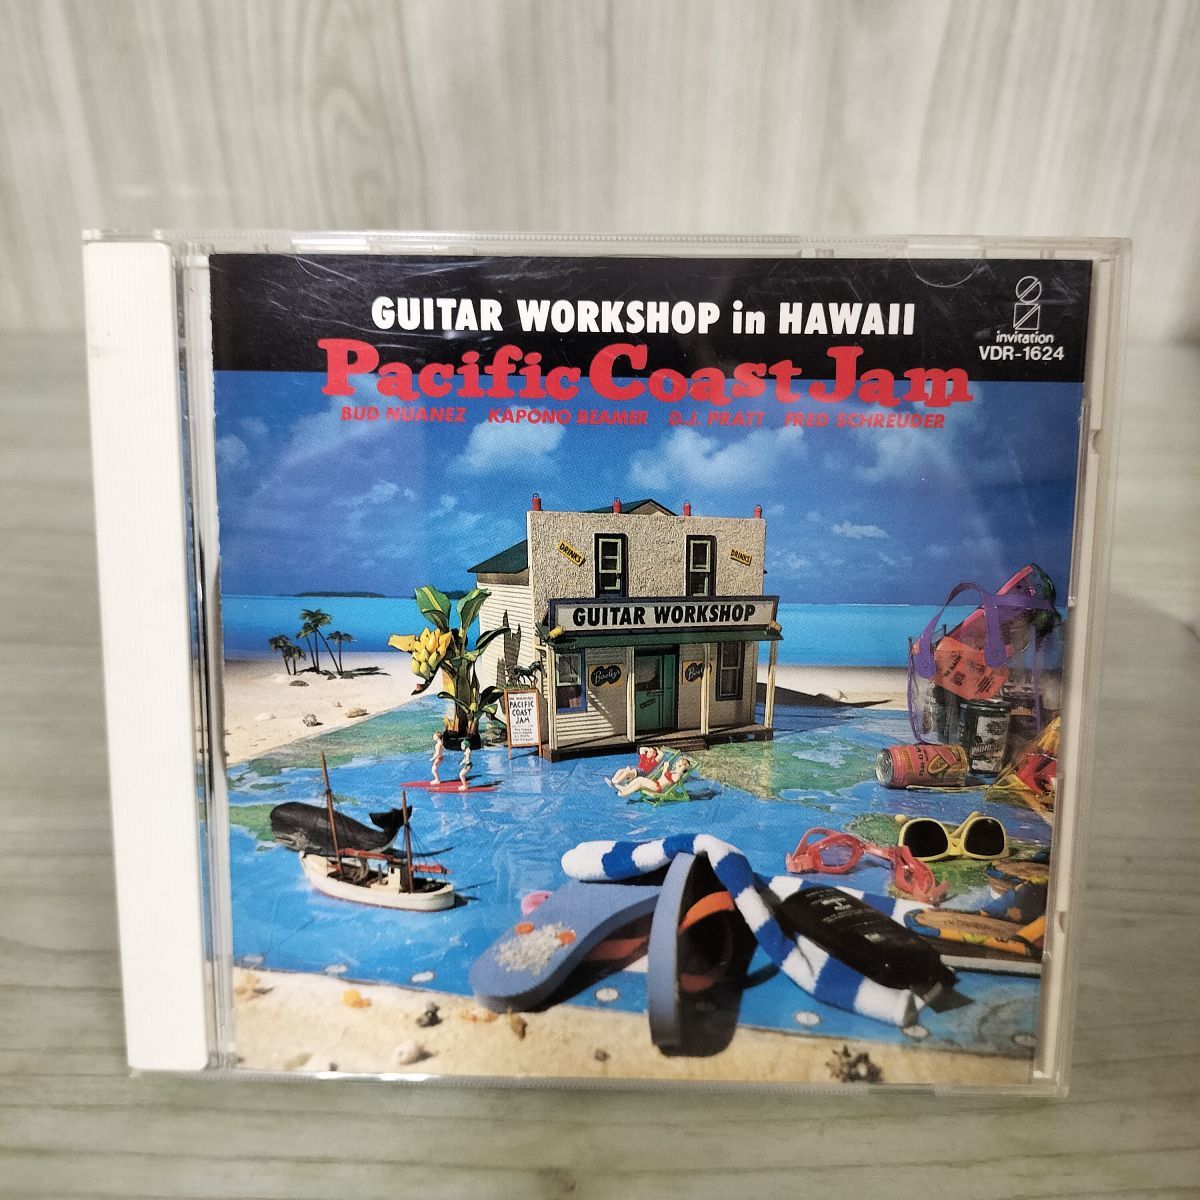 GUITAR WORKSHOP in HAWAII
invitation
VDR-1624
Pacific Coast Jam
BUD NUANEZ KAPONO BEAMER D.J. PRATT FRED SCHREUDER
DRINKS
DRINKS
GUITAR WORKSHOP
PACIFIC
COAST
JAM